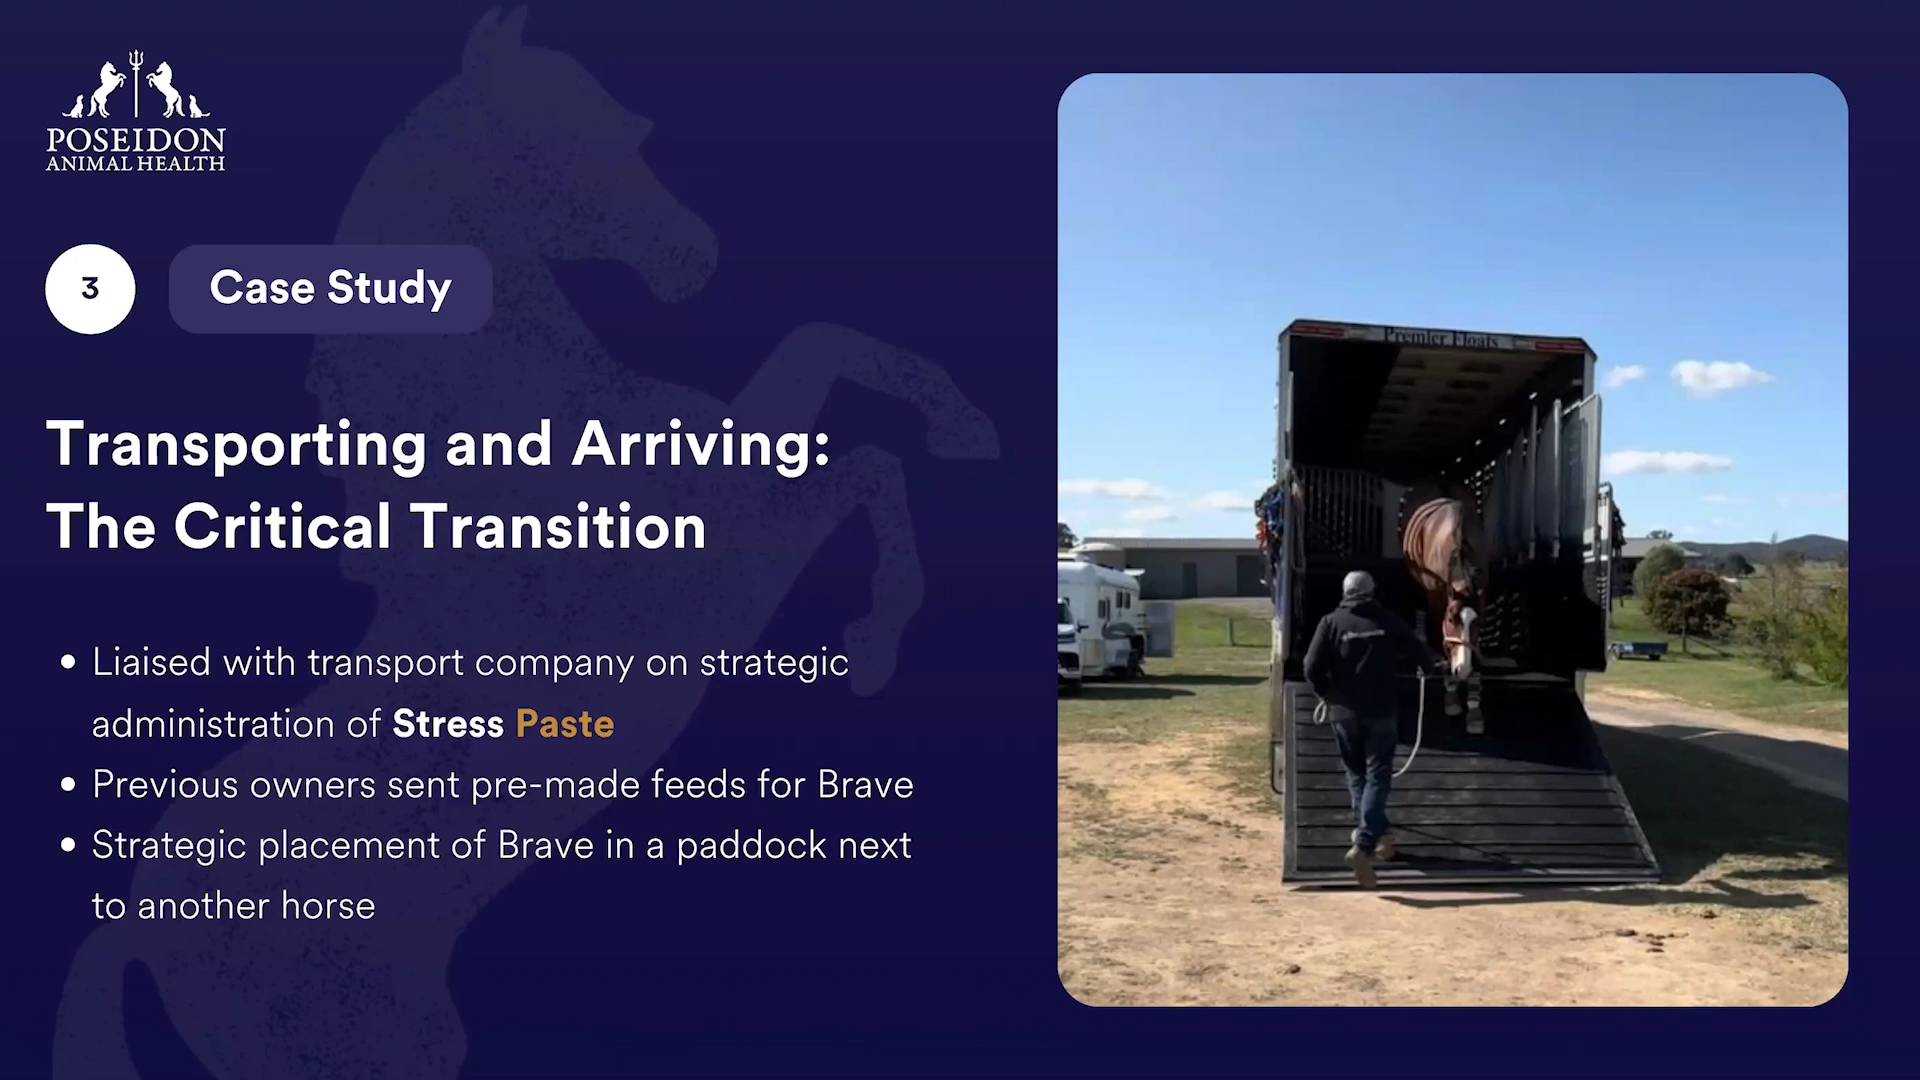 POSEIDON
ANIMAL HEALTH
3
Case Study
Transporting and Arriving:
The Critical Transition
• Liaised with transport company on strategic
administration of Stress Paste
• Previous owners sent pre-made feeds for Brave
• Strategic placement of Brave in a paddock next
to another horse
Premier Floats